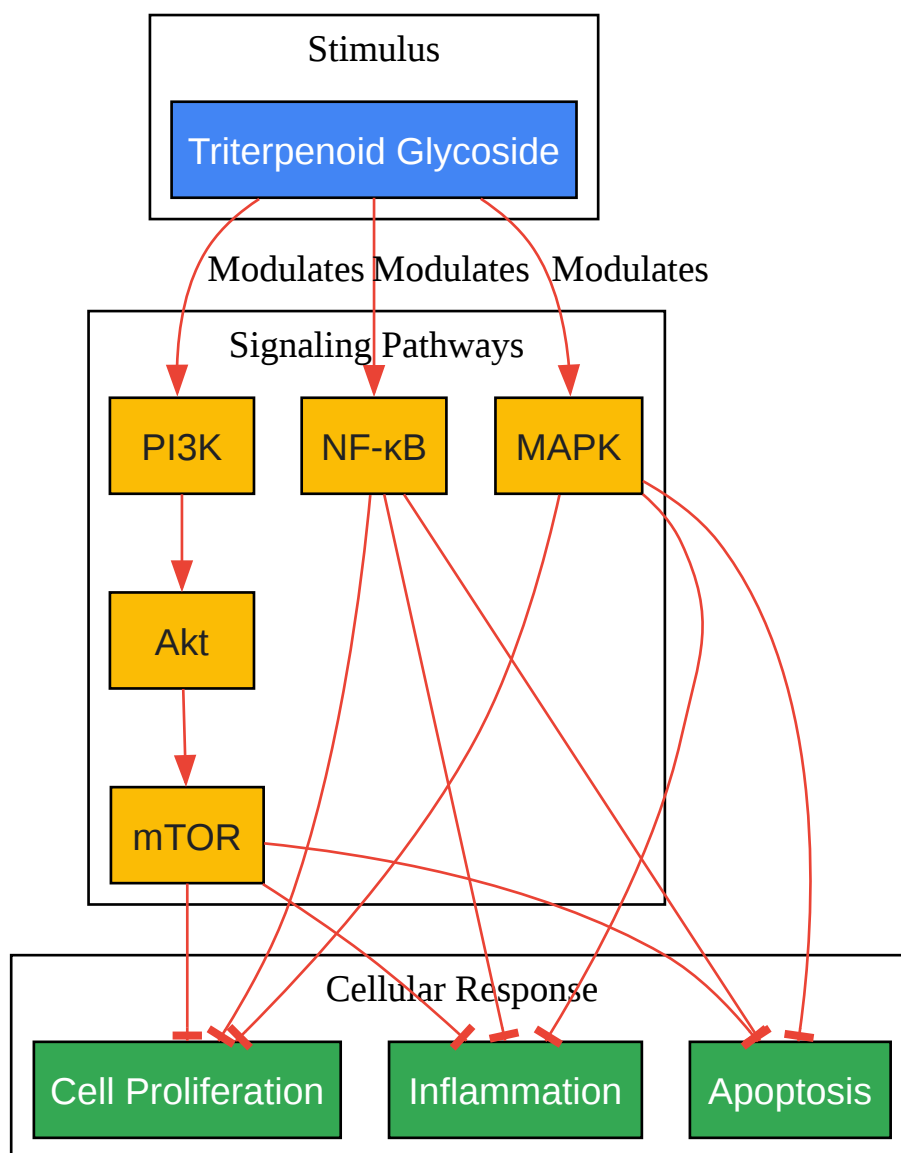 Stimulus
Triterpenoid Glycoside
Modulates Modulates Modulates
Signaling Pathways
PI3K NF-κB MAPK
Akt
mTOR
Cellular Response
Cell Proliferation Inflammation Apoptosis